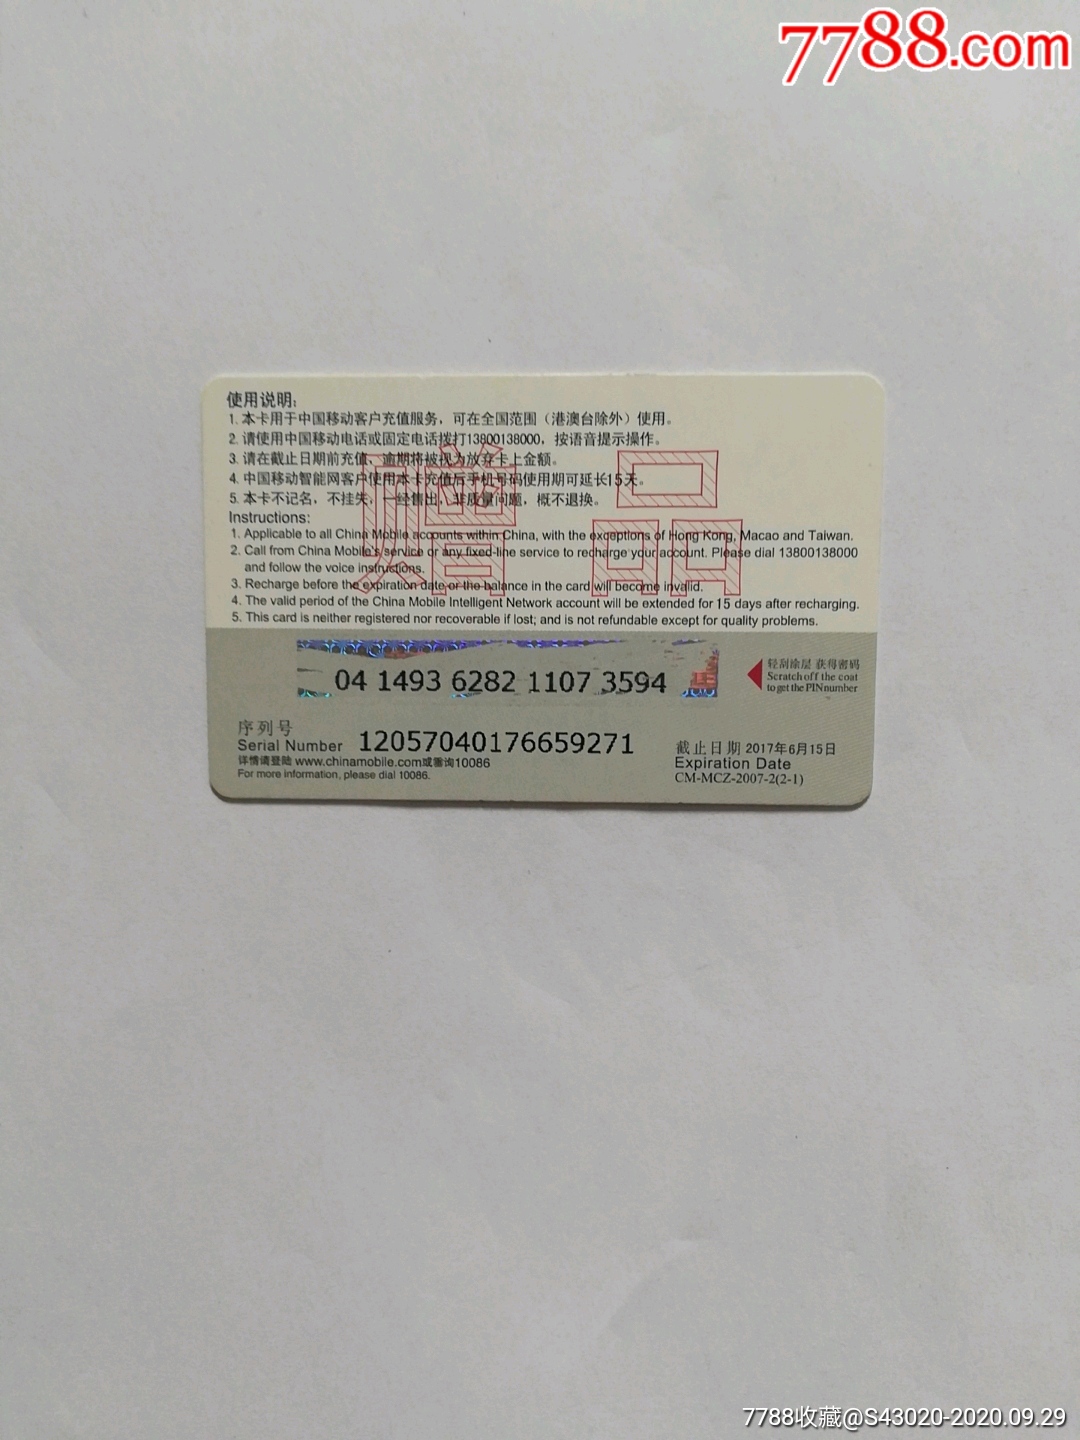 7788.com
使用说明:
1. 本卡用于中国移动客户充值服务，可在全国范围（港澳台除外）使用。
2. 请使用中国移动电话或固定电话拨打13800138000，按语音提示操作。
3. 请在截止日期前充值，逾期将被视为放弃卡上金额。
4. 中国移动智能网客户使用本卡充值后手机号码使用期可延长15天。
5. 本卡不记名，不挂失，一经售出，非质量问题，概不退换。
赠品
Instructions:
1. Applicable to all China Mobile accounts within China, with the exceptions of Hong Kong, Macao and Taiwan.
2. Call from China Mobile's service or any fixed-line service to recharge your account. Please dial 13800138000
and follow the voice instructions.
3. Recharge before the expiration date or the balance in the card will become invalid.
4. The valid period of the China Mobile Intelligent Network account will be extended for 15 days after recharging.
5. This card is neither registered nor recoverable if lost; and is not refundable except for quality problems.
04 1493 6282 1107 3594
轻刮涂层 获得密码
Scratch off the coat
to get the PIN number
序列号
Serial Number 12057040176659271
详情请登陆 www.chinamobile.com或咨询10086
For more information, please dial 10086.
截止日期 2017年6月15日
Expiration Date
CM-MCZ-2007-2(2-1)
7788收藏@S43020-2020.09.29